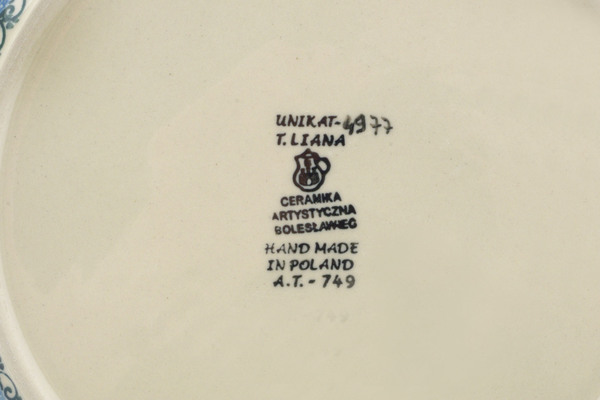 UNIKAT-4977
T. LIANA
CERAMIKA
ARTYSTYCZNA
BOLESŁAWIEC
HAND MADE
IN POLAND
A.T. - 749